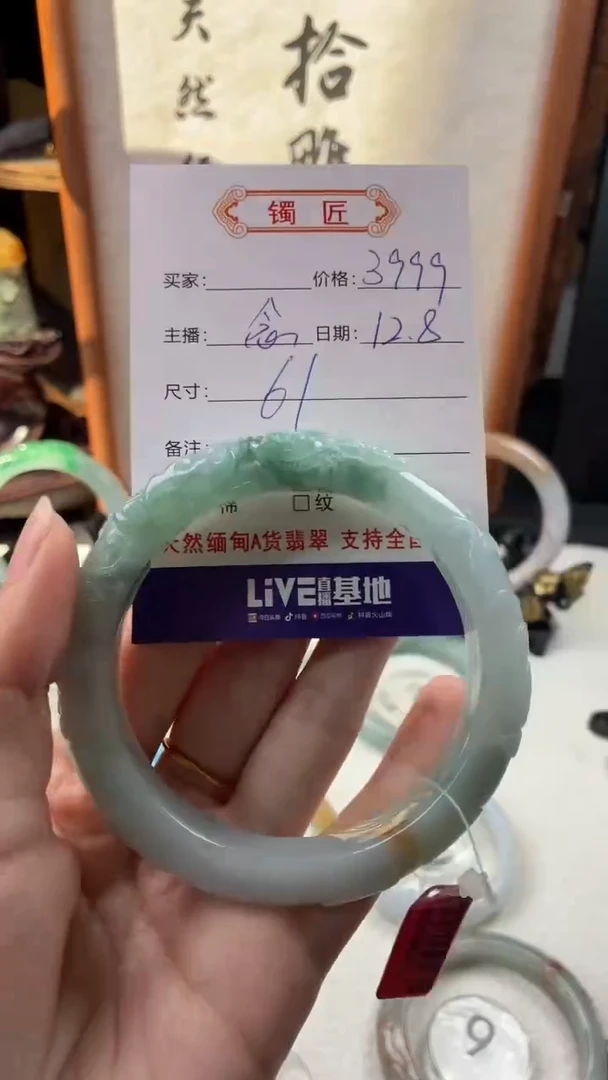 天然
拾雕
镯 匠
买家: 价格: 3999
主播: 日期: 12.8
尺寸: 61
备注:
□纹
天然缅甸A货翡翠 支持全
LiVE直播基地
9